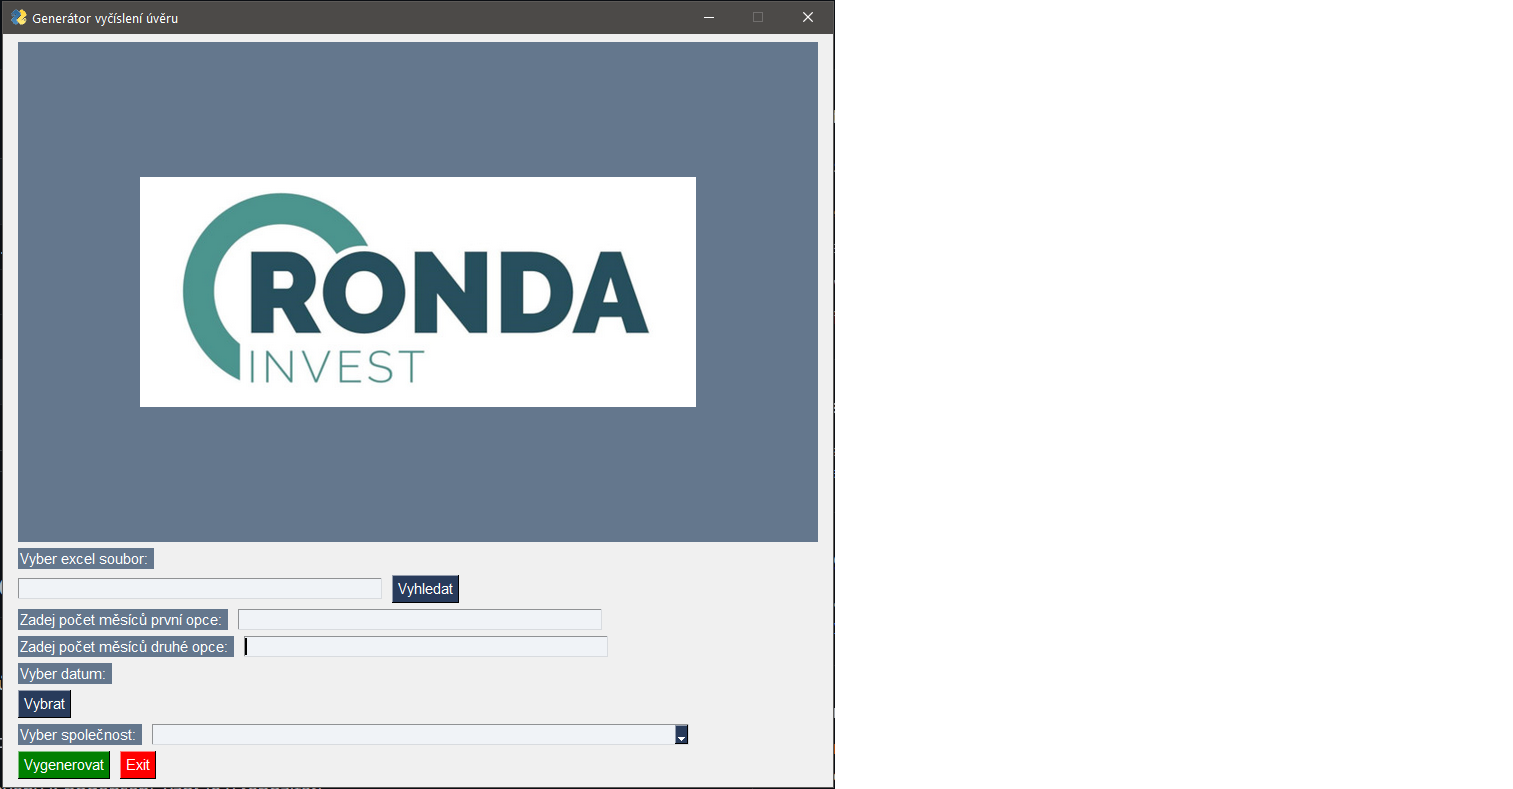 Generátor vyčíslení úvěru
RONDA
INVEST
Vyber excel soubor:
Vyhledat
Zadej počet měsíců první opce:
Zadej počet měsíců druhé opce:
Vyber datum:
Vybrat
Vyber společnost:
Vygenerovat Exit